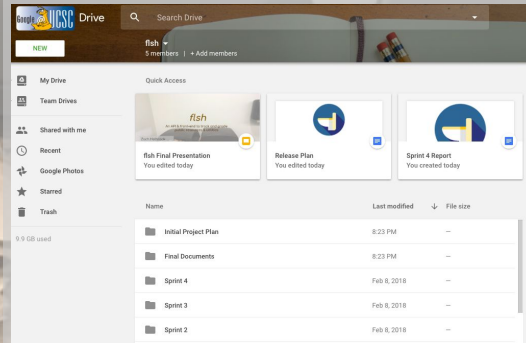 Google UCSC Drive
Search Drive
NEW
flsh
5 members | + Add members
My Drive
Team Drives
Shared with me
Recent
Google Photos
Starred
Trash
9.9 GB used
Quick Access
flsh
flsh Final Presentation
You edited today
Release Plan
You edited today
Sprint 4 Report
You created today
Name Last modified File size
Initial Project Plan 8:23 PM –
Final Documents 8:23 PM –
Sprint 4 Feb 8, 2018 –
Sprint 3 Feb 8, 2018 –
Sprint 2 Feb 8, 2018 –